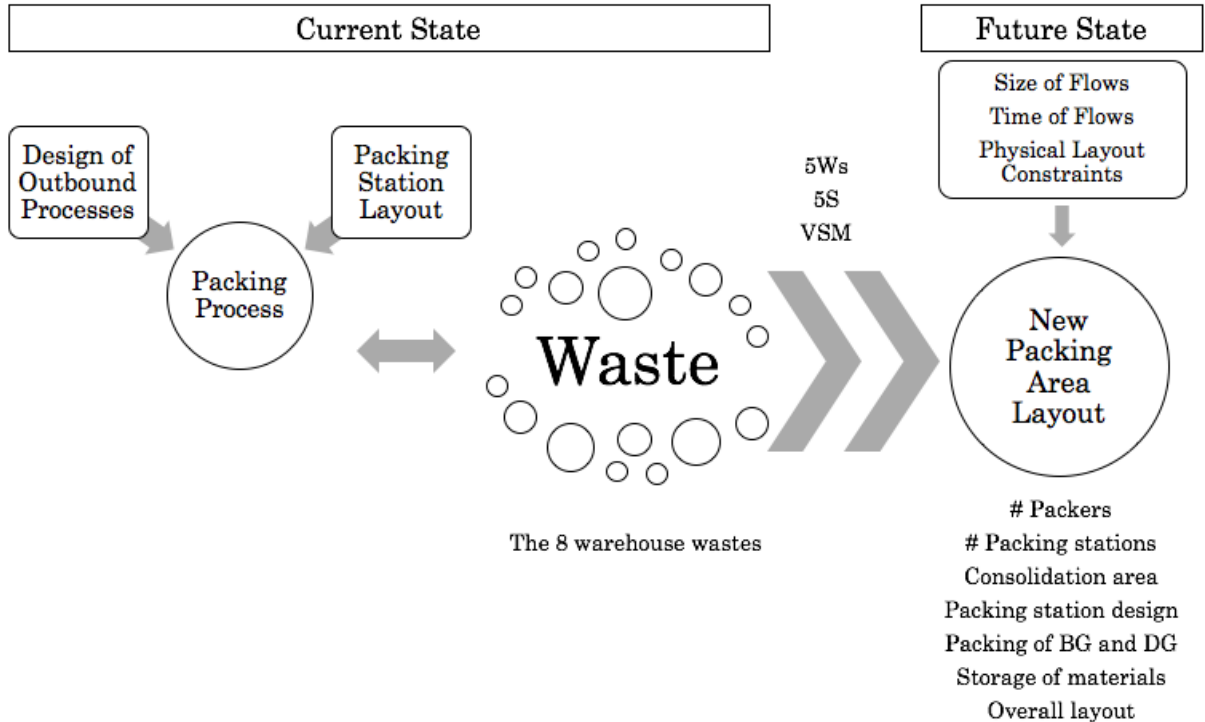 Current State
Future State
Design of
Outbound
Processes
Packing
Station
Layout
Packing
Process
Waste
The 8 warehouse wastes
5Ws
5S
VSM
Size of Flows
Time of Flows
Physical Layout
Constraints
New
Packing
Area
Layout
# Packers
# Packing stations
Consolidation area
Packing station design
Packing of BG and DG
Storage of materials
Overall layout